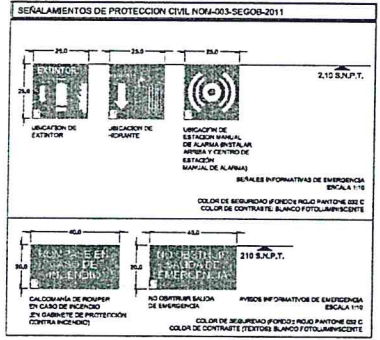 SEÑALAMIENTOS DE PROTECCION CIVIL NOM-003-SEGOB-2011
25.0
25.0
25.0
25.0
EXTINTOR
2.10 S.N.P.T.
UBICACION DE
EXTINTOR
UBICACION DE
HIDRANTE
UBICACION DE
ESTACION MANUAL
DE ALARMA (INSTALAR
ARRIBA Y CENTRO DE
ESTACIÓN
MANUAL DE ALARMA)
SEÑALES INFORMATIVAS DE EMERGENCIA
ESCALA 1:10
COLOR DE SEGURIDAD (FONDO): ROJO PANTONE 032 C
COLOR DE CONTRASTE: BLANCO FOTOLUMINISCENTE
40.0
40.0
20.0
ROMPASE EN
CASO DE
INCENDIO
20.0
NO OBSTRUIR
SALIDA DE
EMERGENCIA
210 S.N.P.T.
CALCOMANÍA DE ROMPER
EN CASO DE INCENDIO
(EN GABINETE DE PROTECCIÓN
CONTRA INCENDIO)
NO OBSTRUIR SALIDA
DE EMERGENCIA
AVISOS INFORMATIVOS DE EMERGENCIA
ESCALA 1:10
COLOR DE SEGURIDAD (FONDO): ROJO PANTONE 032 C
COLOR DE CONTRASTE (TEXTOS): BLANCO FOTOLUMINISCENTE